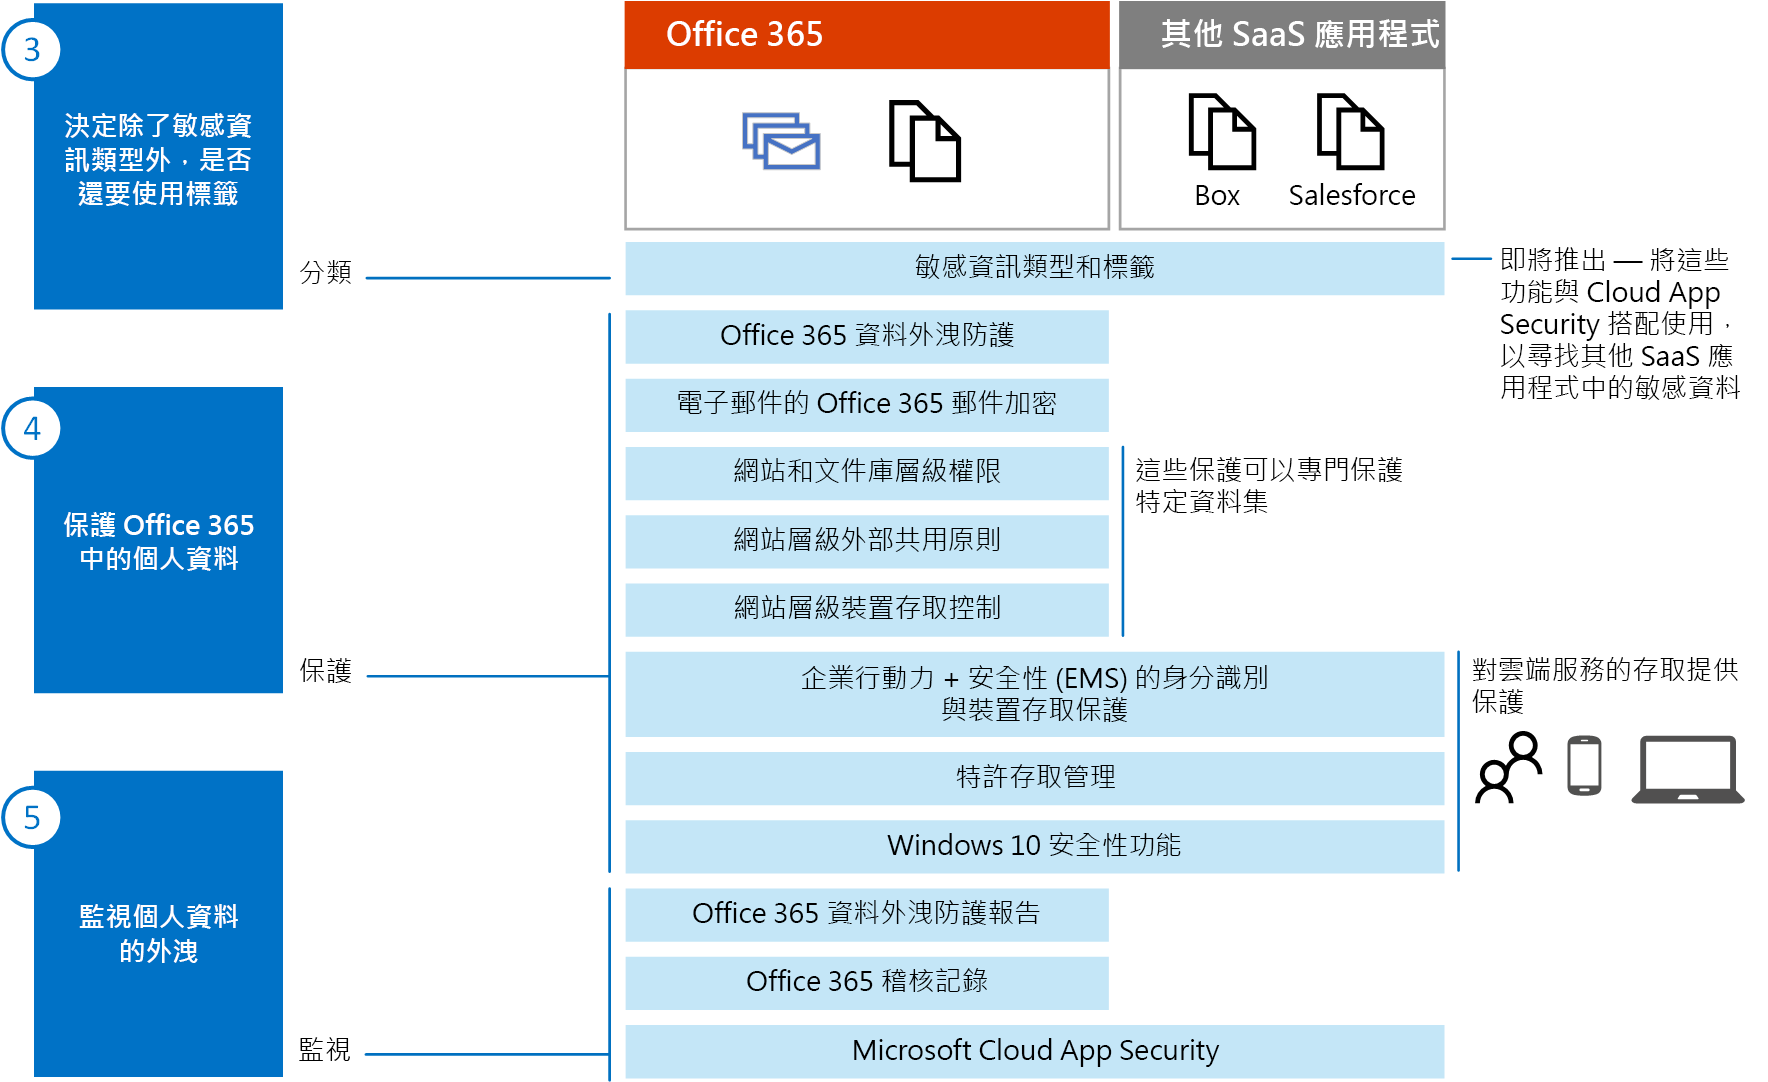 3
決定除了敏感資
訊類型外，是否
還要使用標籤
Office 365
其他 SaaS 應用程式
Box
Salesforce
分類
敏感資訊類型和標籤
即將推出 — 將這些
功能與 Cloud App
Security 搭配使用，
以尋找其他 SaaS 應
用程式中的敏感資料
Office 365 資料外洩防護
電子郵件的 Office 365 郵件加密
4
保護 Office 365
中的個人資料
保護
網站和文件庫層級權限
網站層級外部共用原則
網站層級裝置存取控制
這些保護可以專門保護
特定資料集
企業行動力 + 安全性 (EMS) 的身分識別
與裝置存取保護
特許存取管理
Windows 10 安全性功能
對雲端服務的存取提供
保護
5
監視個人資料
的外洩
監視
Office 365 資料外洩防護報告
Office 365 稽核記錄
Microsoft Cloud App Security